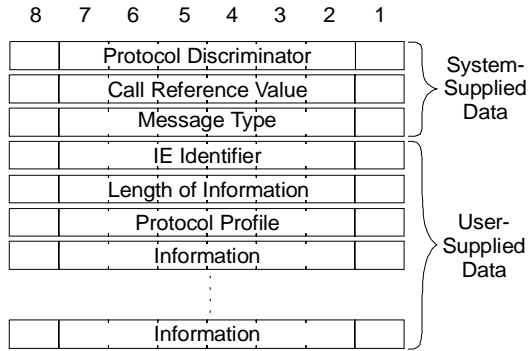 8 7 6 5 4 3 2 1
Protocol Discriminator
Call Reference Value
Message Type
System-
Supplied
Data
IE Identifier
Length of Information
Protocol Profile
Information
Information
User-
Supplied
Data